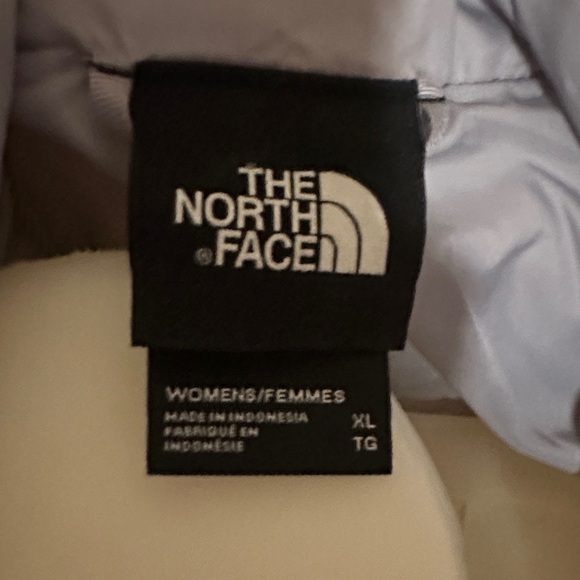 THE
NORTH
®FACE
WOMENS/FEMMES
MADE IN INDONESIA
FABRIQUÉ EN
INDONÉSIE
XL
TG